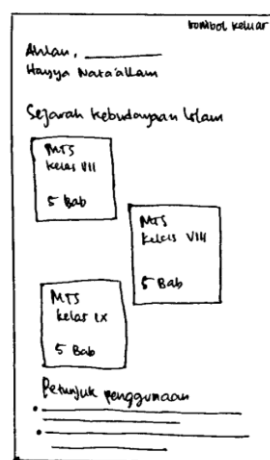 tombol keluar
Ahlan, ________
Hayya Nata'allam
Sejarah kebudayaan Islam
MTS
kelas VII
5 Bab
MTS
kelas VIII
5 Bab
MTS
kelas IX
5 Bab
Petunjuk penggunaan